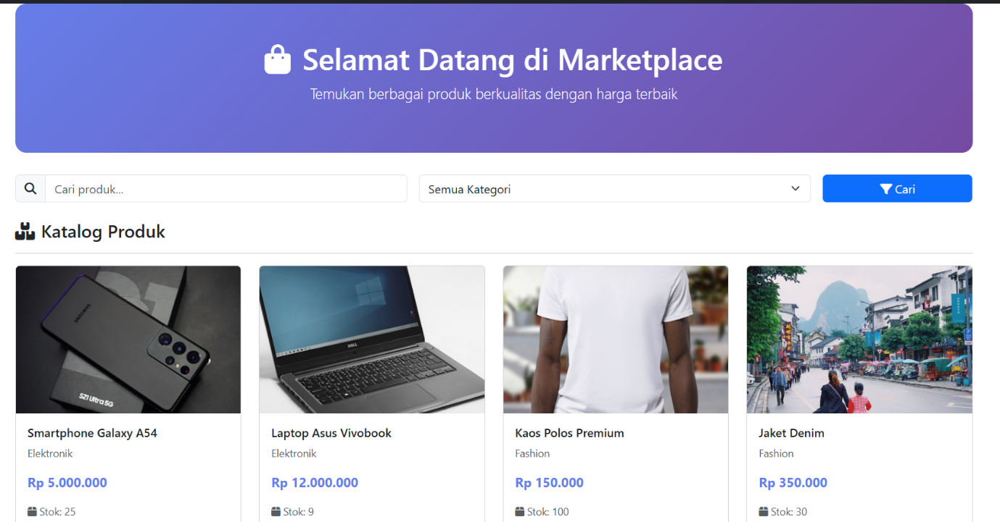 Selamat Datang di Marketplace
Temukan berbagai produk berkualitas dengan harga terbaik
Cari produk...
Semua Kategori
Cari
Katalog Produk
SAMSUNG
S21 Ultra 5G
DELL
Smartphone Galaxy A54
Elektronik
Rp 5.000.000
Stok: 25
Laptop Asus Vivobook
Elektronik
Rp 12.000.000
Stok: 9
Kaos Polos Premium
Fashion
Rp 150.000
Stok: 100
Jaket Denim
Fashion
Rp 350.000
Stok: 30